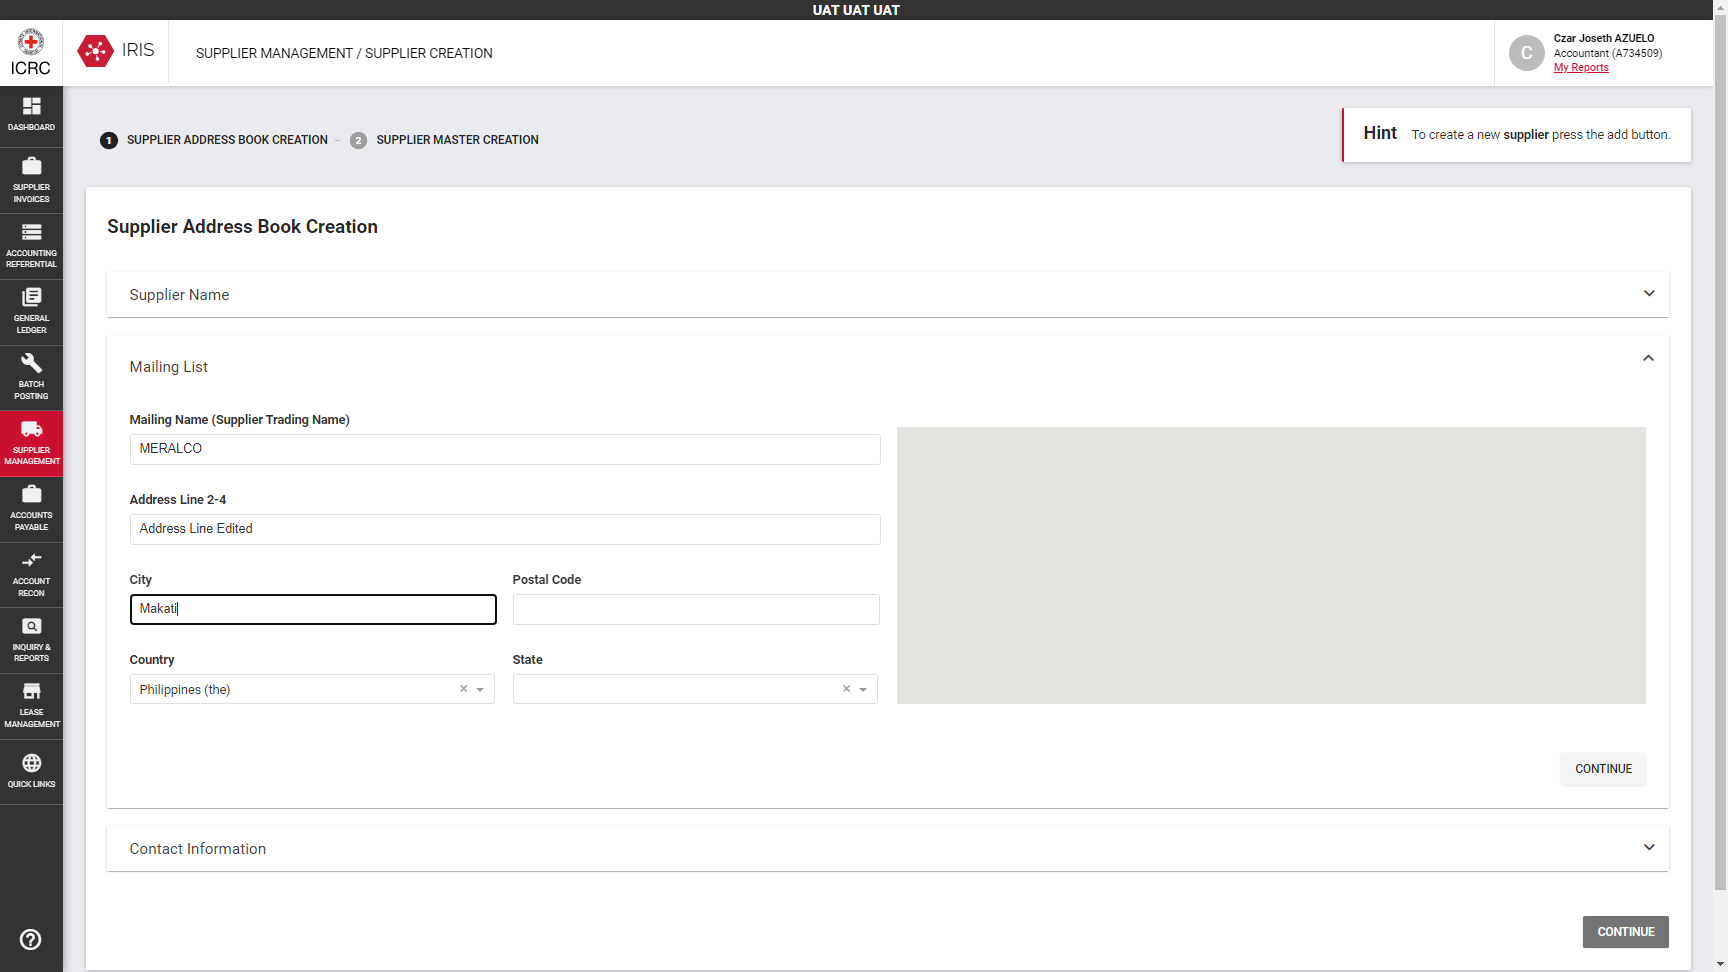 UAT UAT UAT
ICRC
IRIS
SUPPLIER MANAGEMENT / SUPPLIER CREATION
C
Czar Joseth AZUELO
Accountant (A734509)
My Reports
DASHBOARD
SUPPLIER
INVOICES
ACCOUNTING
REFERENTIAL
GENERAL
LEDGER
BATCH
POSTING
SUPPLIER
MANAGEMENT
ACCOUNTS
PAYABLE
ACCOUNT
RECON
INQUIRY &
REPORTS
LEASE
MANAGEMENT
QUICK LINKS
1 SUPPLIER ADDRESS BOOK CREATION – 2 SUPPLIER MASTER CREATION
Hint To create a new supplier press the add button.
Supplier Address Book Creation
Supplier Name
Mailing List
Mailing Name (Supplier Trading Name)
MERALCO
Address Line 2-4
Address Line Edited
City Postal Code
Makati
Country State
Philippines (the)
CONTINUE
Contact Information
CONTINUE